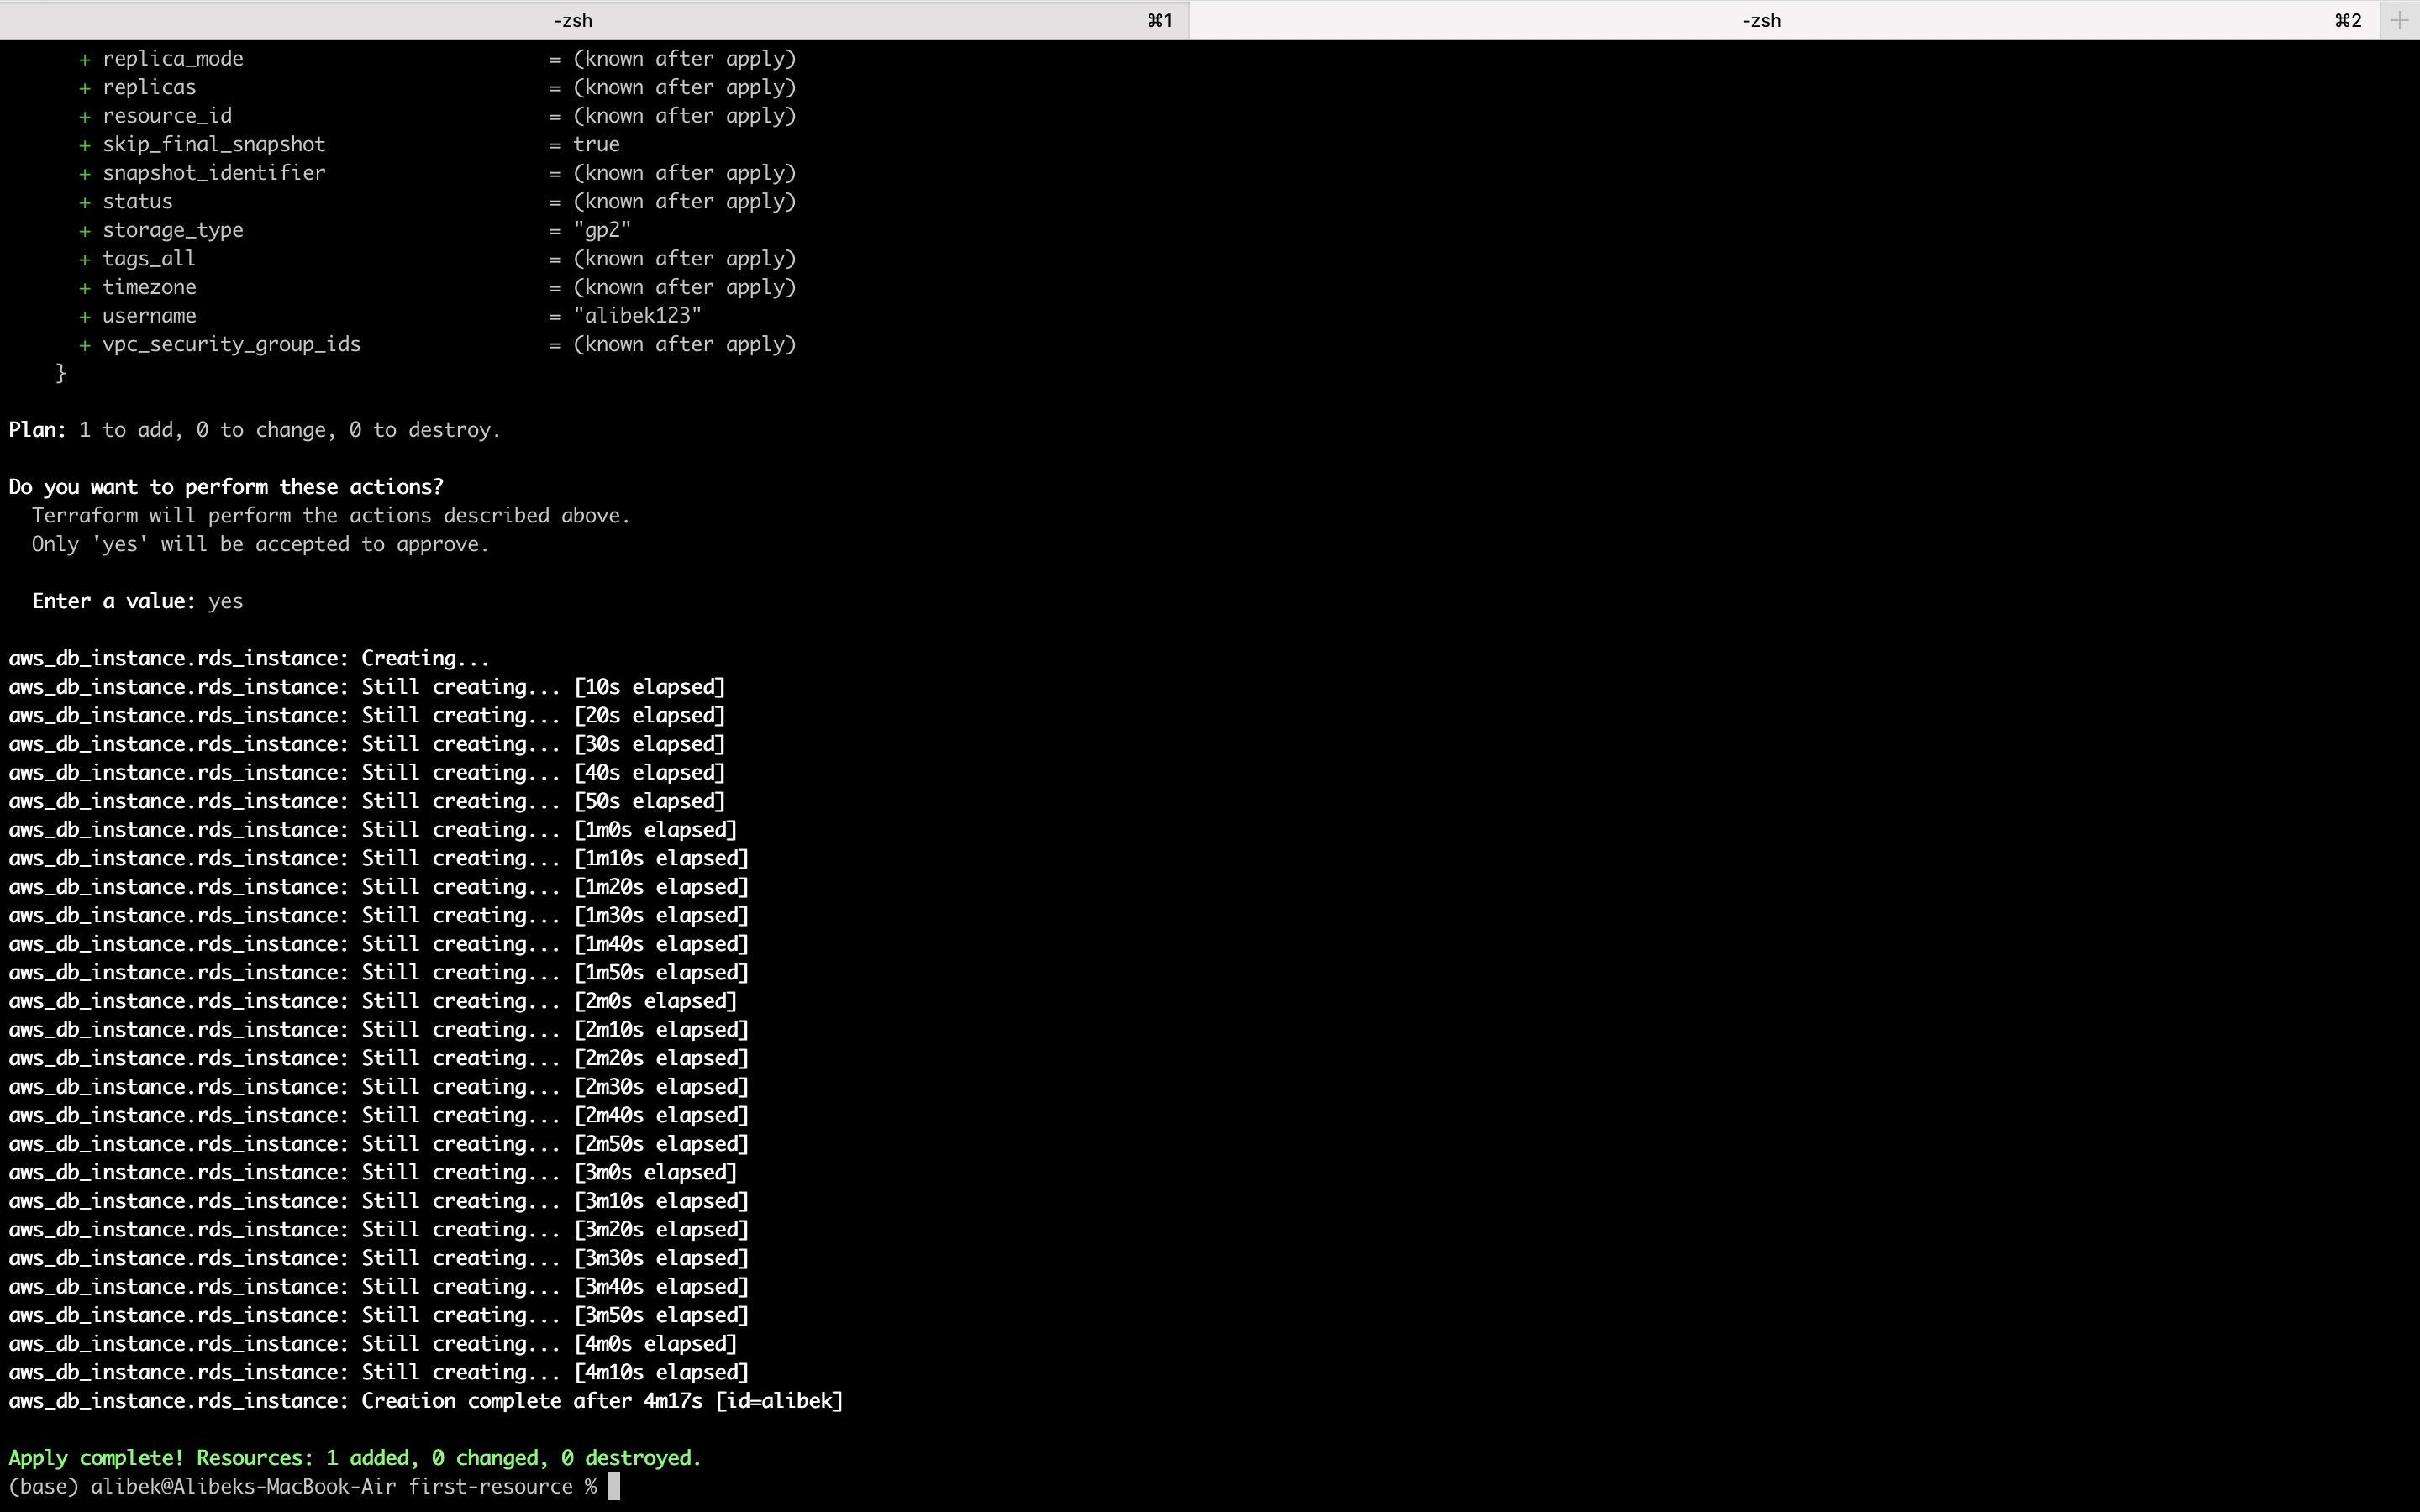 -zsh ⌘1 -zsh ⌘2 +
+ replica_mode = (known after apply)
+ replicas = (known after apply)
+ resource_id = (known after apply)
+ skip_final_snapshot = true
+ snapshot_identifier = (known after apply)
+ status = (known after apply)
+ storage_type = "gp2"
+ tags_all = (known after apply)
+ timezone = (known after apply)
+ username = "alibek123"
+ vpc_security_group_ids = (known after apply)
}
Plan: 1 to add, 0 to change, 0 to destroy.
Do you want to perform these actions?
Terraform will perform the actions described above.
Only 'yes' will be accepted to approve.
Enter a value: yes
aws_db_instance.rds_instance: Creating...
aws_db_instance.rds_instance: Still creating... [10s elapsed]
aws_db_instance.rds_instance: Still creating... [20s elapsed]
aws_db_instance.rds_instance: Still creating... [30s elapsed]
aws_db_instance.rds_instance: Still creating... [40s elapsed]
aws_db_instance.rds_instance: Still creating... [50s elapsed]
aws_db_instance.rds_instance: Still creating... [1m0s elapsed]
aws_db_instance.rds_instance: Still creating... [1m10s elapsed]
aws_db_instance.rds_instance: Still creating... [1m20s elapsed]
aws_db_instance.rds_instance: Still creating... [1m30s elapsed]
aws_db_instance.rds_instance: Still creating... [1m40s elapsed]
aws_db_instance.rds_instance: Still creating... [1m50s elapsed]
aws_db_instance.rds_instance: Still creating... [2m0s elapsed]
aws_db_instance.rds_instance: Still creating... [2m10s elapsed]
aws_db_instance.rds_instance: Still creating... [2m20s elapsed]
aws_db_instance.rds_instance: Still creating... [2m30s elapsed]
aws_db_instance.rds_instance: Still creating... [2m40s elapsed]
aws_db_instance.rds_instance: Still creating... [2m50s elapsed]
aws_db_instance.rds_instance: Still creating... [3m0s elapsed]
aws_db_instance.rds_instance: Still creating... [3m10s elapsed]
aws_db_instance.rds_instance: Still creating... [3m20s elapsed]
aws_db_instance.rds_instance: Still creating... [3m30s elapsed]
aws_db_instance.rds_instance: Still creating... [3m40s elapsed]
aws_db_instance.rds_instance: Still creating... [3m50s elapsed]
aws_db_instance.rds_instance: Still creating... [4m0s elapsed]
aws_db_instance.rds_instance: Still creating... [4m10s elapsed]
aws_db_instance.rds_instance: Creation complete after 4m17s [id=alibek]
Apply complete! Resources: 1 added, 0 changed, 0 destroyed.
(base) alibek@Alibeks-MacBook-Air first-resource %